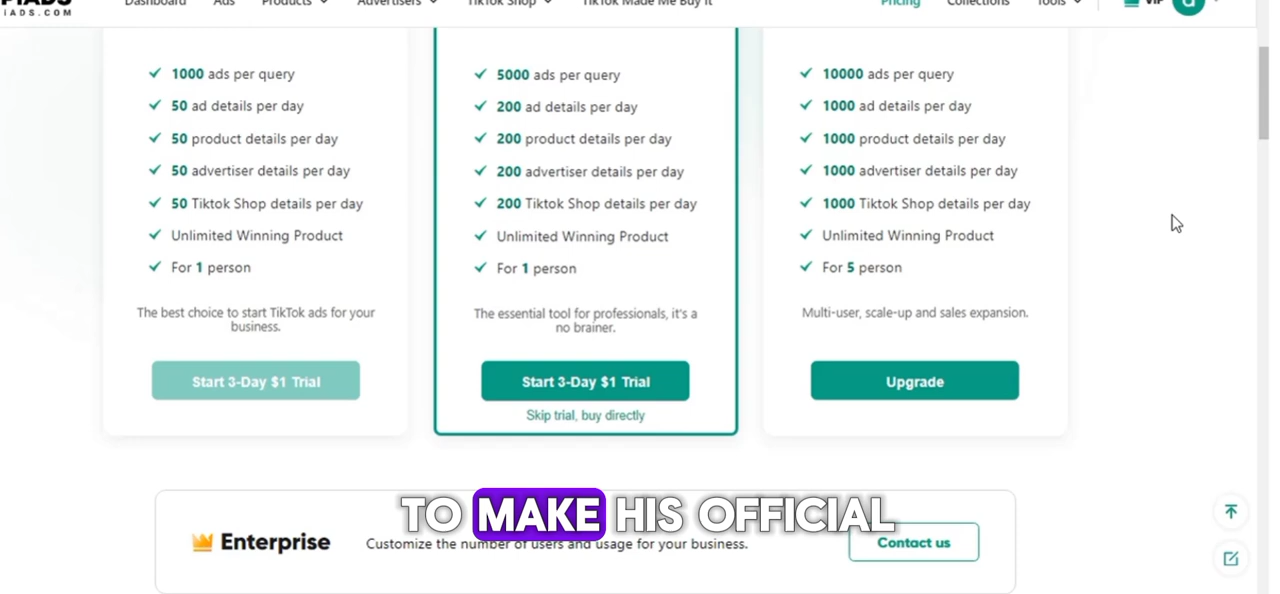 PIADS
IADS.COM
Dashboard Ads Products Advertisers TikTok Shop TikTok Made Me Buy It Pricing Collections Tools VIP
1000 ads per query
50 ad details per day
50 product details per day
50 advertiser details per day
50 Tiktok Shop details per day
Unlimited Winning Product
For 1 person
The best choice to start TikTok ads for your
business.
Start 3-Day $1 Trial
5000 ads per query
200 ad details per day
200 product details per day
200 advertiser details per day
200 Tiktok Shop details per day
Unlimited Winning Product
For 1 person
The essential tool for professionals, it's a
no brainer.
Start 3-Day $1 Trial
Skip trial, buy directly
10000 ads per query
1000 ad details per day
1000 product details per day
1000 advertiser details per day
1000 Tiktok Shop details per day
Unlimited Winning Product
For 5 person
Multi-user, scale-up and sales expansion.
Upgrade
TO MAKE HIS OFFICIAL
Enterprise
Customize the number of users and usage for your business.
Contact us